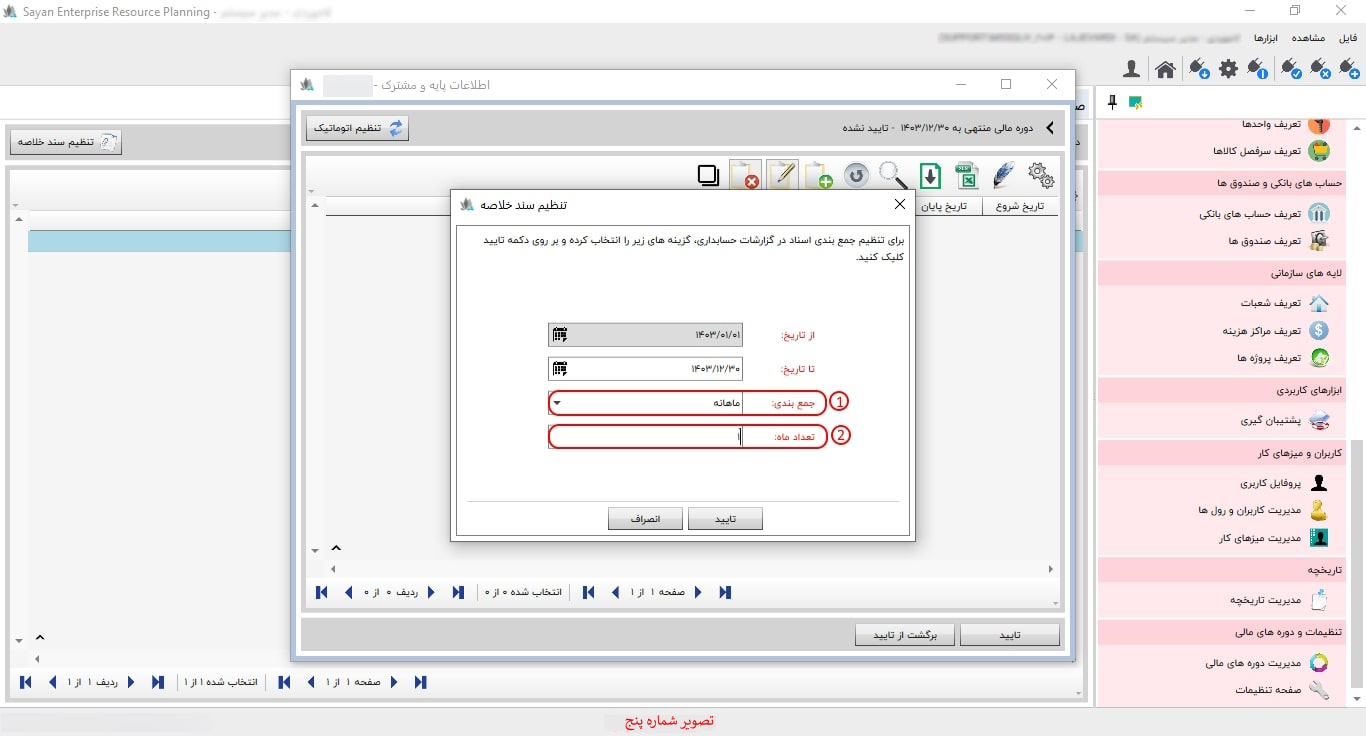 Sayan Enterprise Resource Planning -
فایل
مشاهده
ابزارها
تنظیم سند خلاصه
اطلاعات پایه و مشترک -
دوره مالی منتهی به ۱۴۰۳/۱۲/۳۰ - تایید نشده
تنظیم اتوماتیک
تاریخ شروع
تاریخ پایان
تنظیم سند خلاصه
برای تنظیم جمع بندی اسناد در گزارشات حسابداری، گزینه های زیر را انتخاب کرده و بر روی دکمه تایید
کلیک کنید.
از تاریخ: ۱۴۰۳/۰۱/۰۱
تا تاریخ: ۱۴۰۳/۱۲/۳۰
جمع بندی: ماهانه 1
تعداد ماه: ۱ 2
تایید
انصراف
ردیف ۰ از ۰
انتخاب شده ۰ از ۰
صفحه ۱ از ۱
تایید
برگشت از تایید
ردیف ۱ از ۱
انتخاب شده ۱ از ۱
صفحه ۱ از ۱
تعریف واحدها
تعریف سرفصل کالاها
حساب های بانکی و صندوق ها
تعریف حساب های بانکی
تعریف صندوق ها
لایه های سازمانی
تعریف شعبات
تعریف مراکز هزینه
تعریف پروژه ها
ابزارهای کاربردی
پشتیبان گیری
کاربران و میزهای کار
پروفایل کاربری
مدیریت کاربران و رول ها
مدیریت میزهای کار
تاریخچه
مدیریت تاریخچه
تنظیمات و دوره های مالی
مدیریت دوره های مالی
صفحه تنظیمات
تصویر شماره پنج